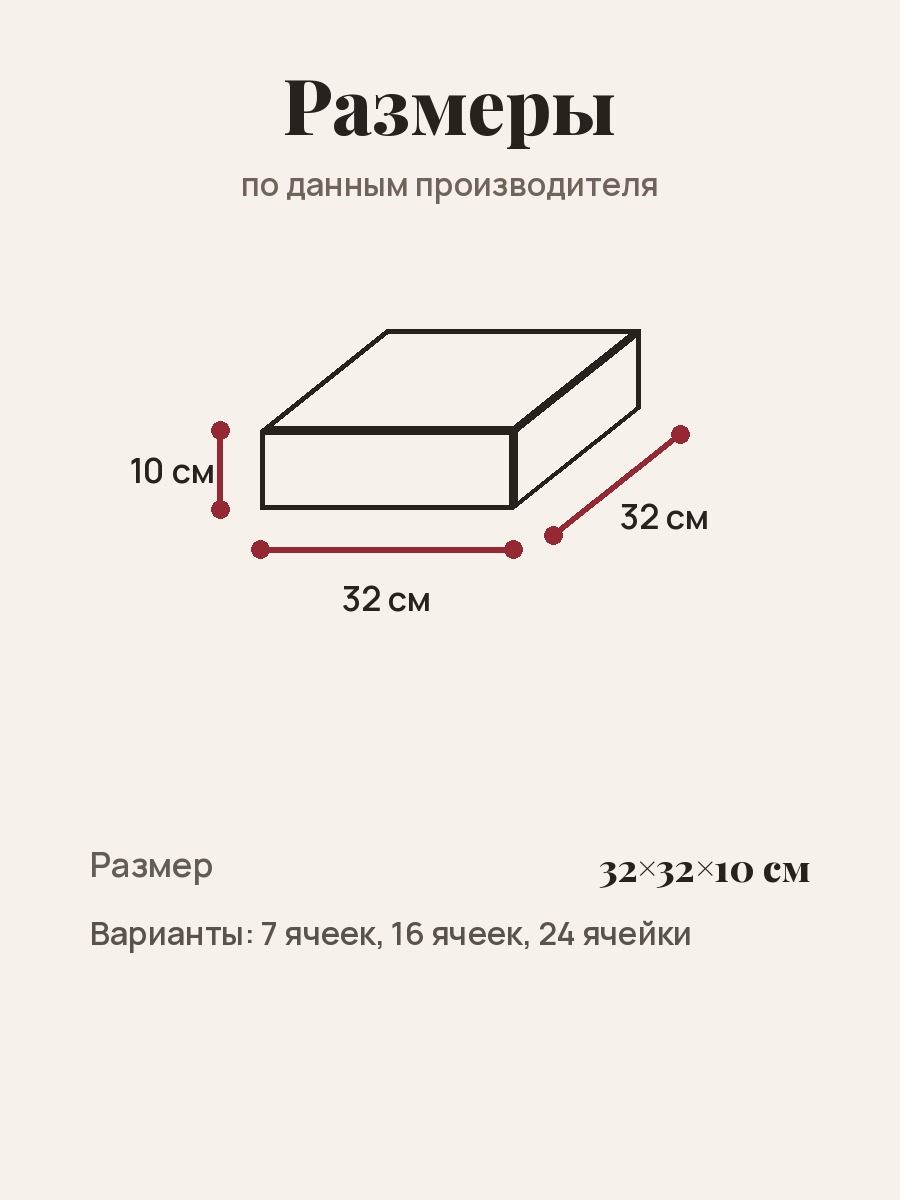 Размеры
по данным производителя
10 см
32 см
32 см
Размер 32×32×10 см
Варианты: 7 ячеек, 16 ячеек, 24 ячейки